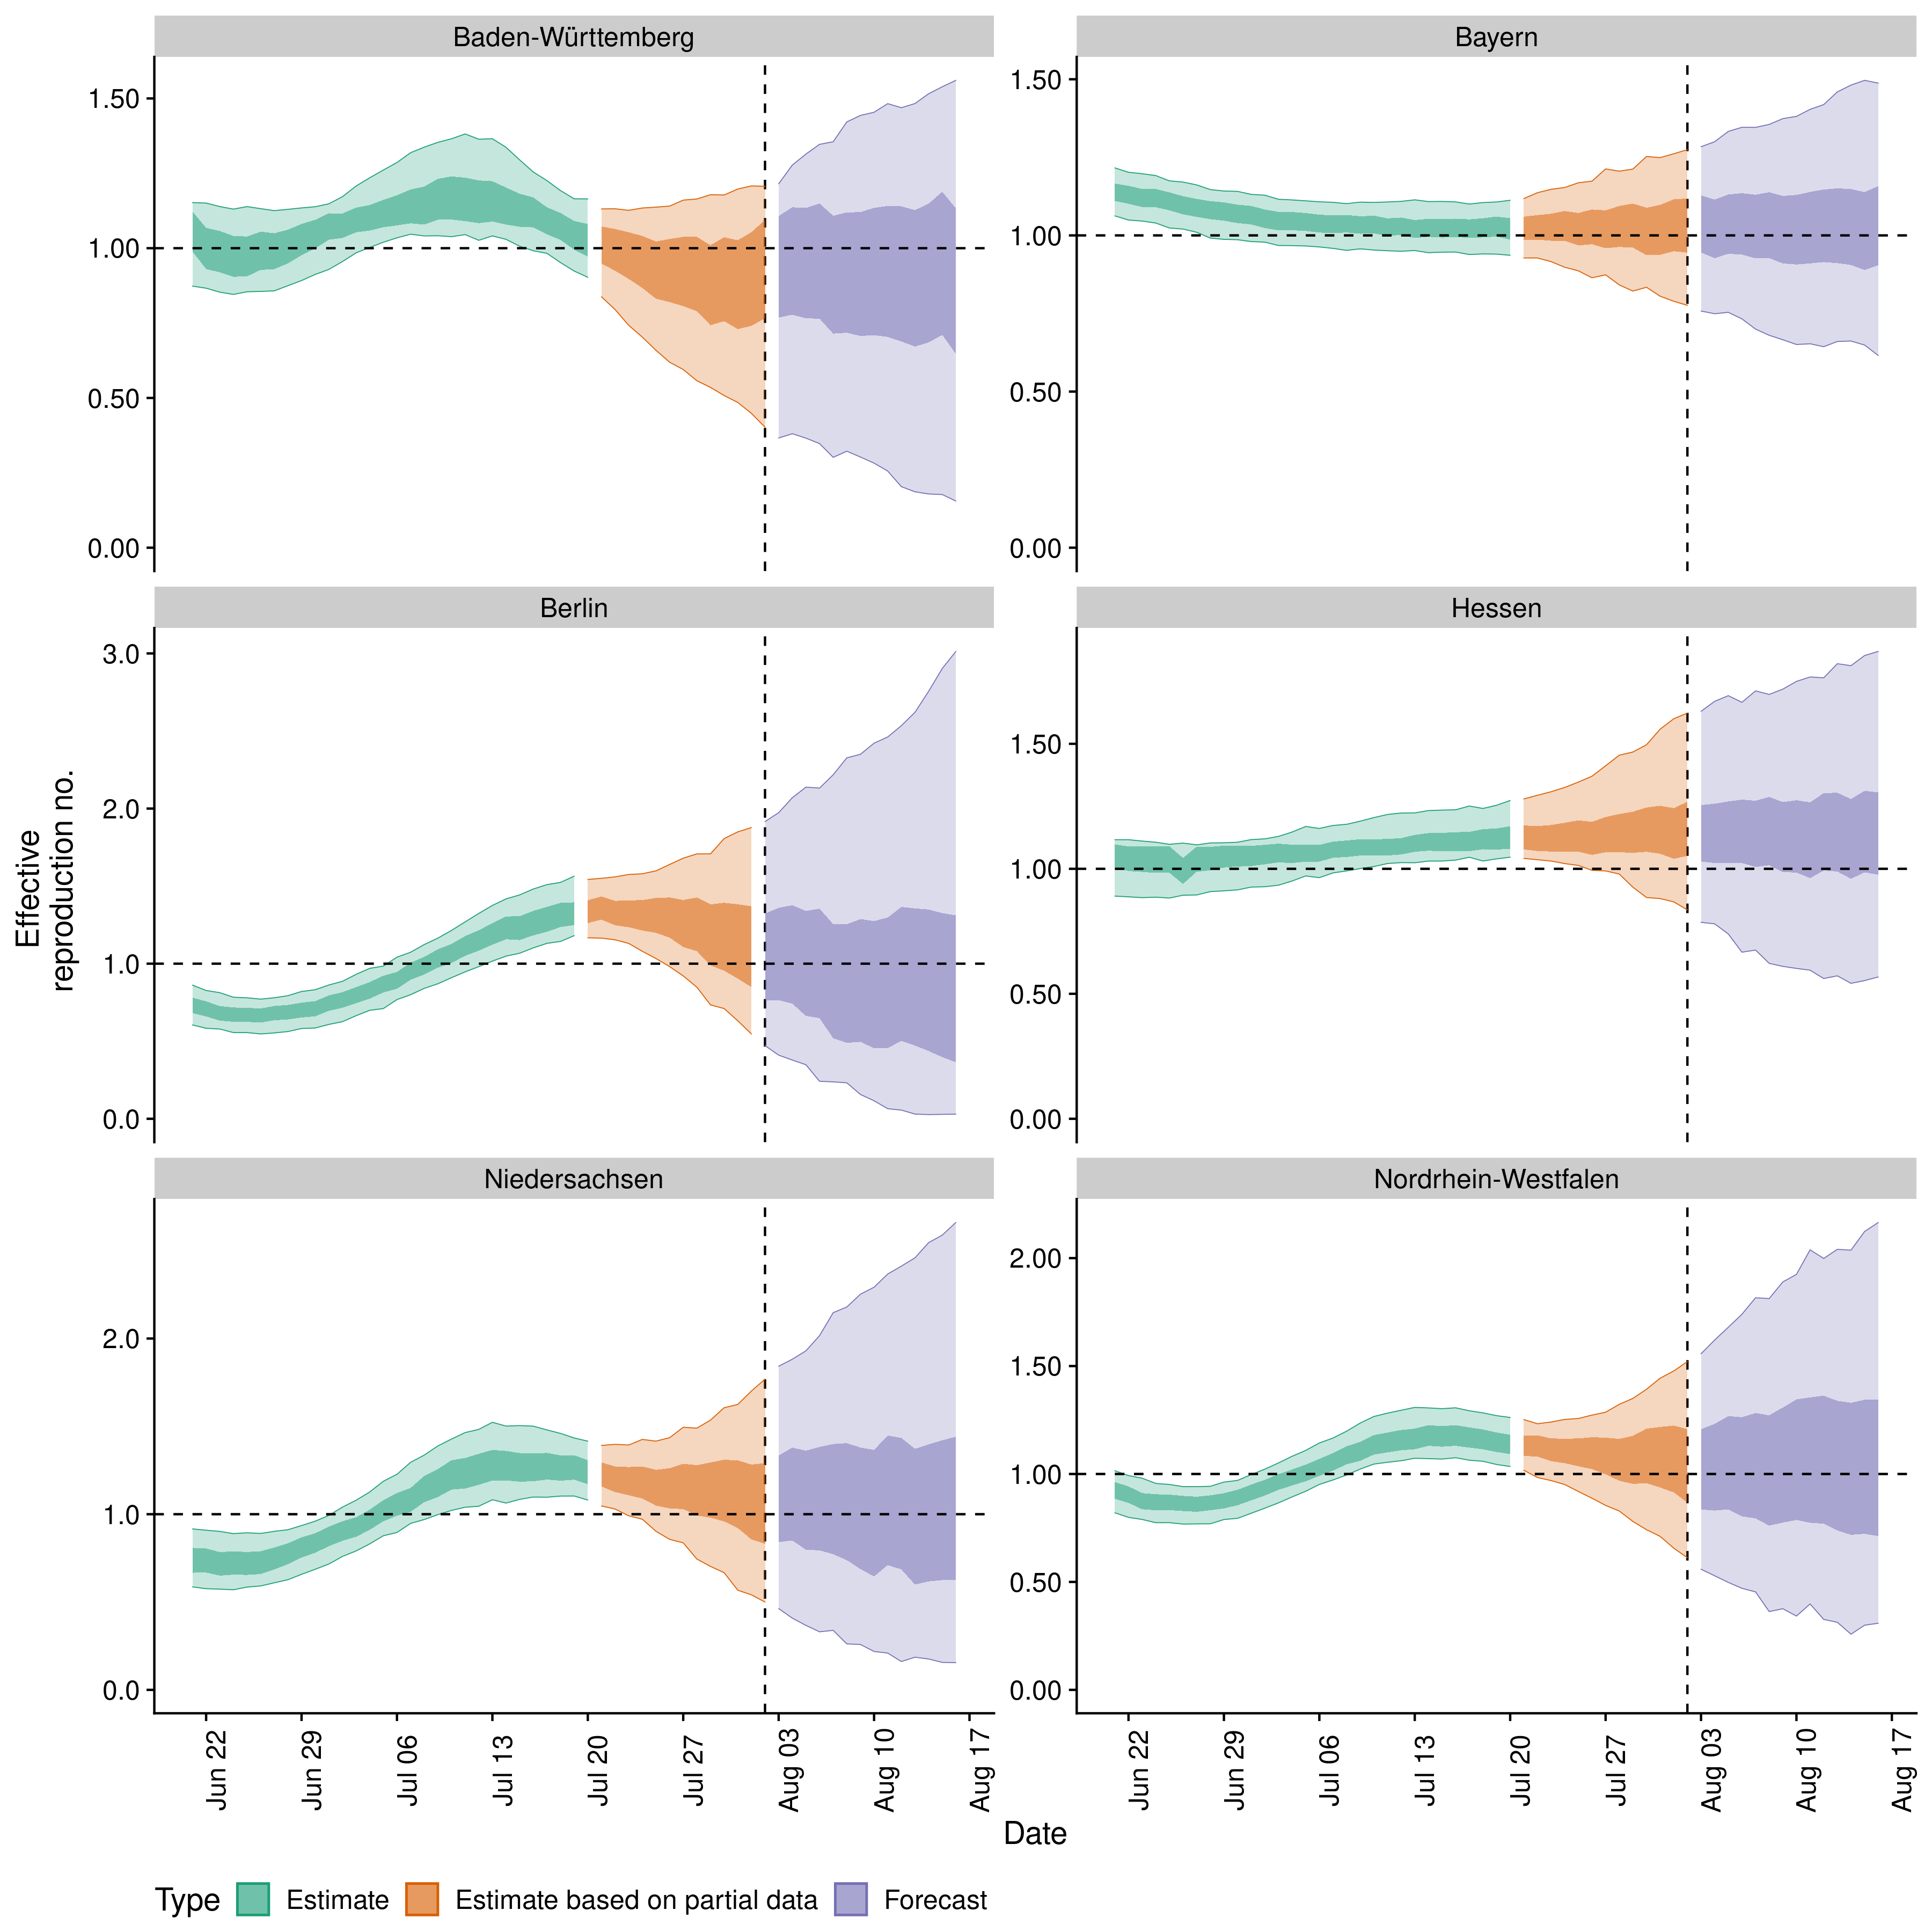 Baden-Württemberg
Bayern
1.50
1.00
0.50
0.00
1.50
1.00
0.50
0.00
Berlin
Hessen
3.0
2.0
1.0
0.0
1.50
1.00
0.50
0.00
Effective
reproduction no.
Niedersachsen
Nordrhein-Westfalen
2.0
1.0
0.0
2.00
1.50
1.00
0.50
0.00
Jun 22
Jun 29
Jul 06
Jul 13
Jul 20
Jul 27
Aug 03
Aug 10
Aug 17
Jun 22
Jun 29
Jul 06
Jul 13
Jul 20
Jul 27
Aug 03
Aug 10
Aug 17
Date
Type Estimate Estimate based on partial data Forecast